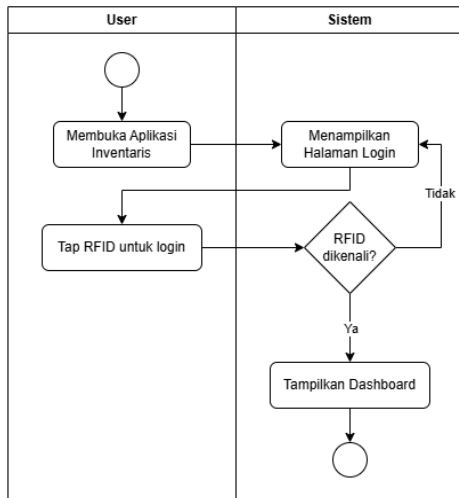 User
Sistem
Membuka Aplikasi
Inventaris
Menampilkan
Halaman Login
Tidak
Tap RFID untuk login
RFID
dikenali?
Ya
Tampilkan Dashboard